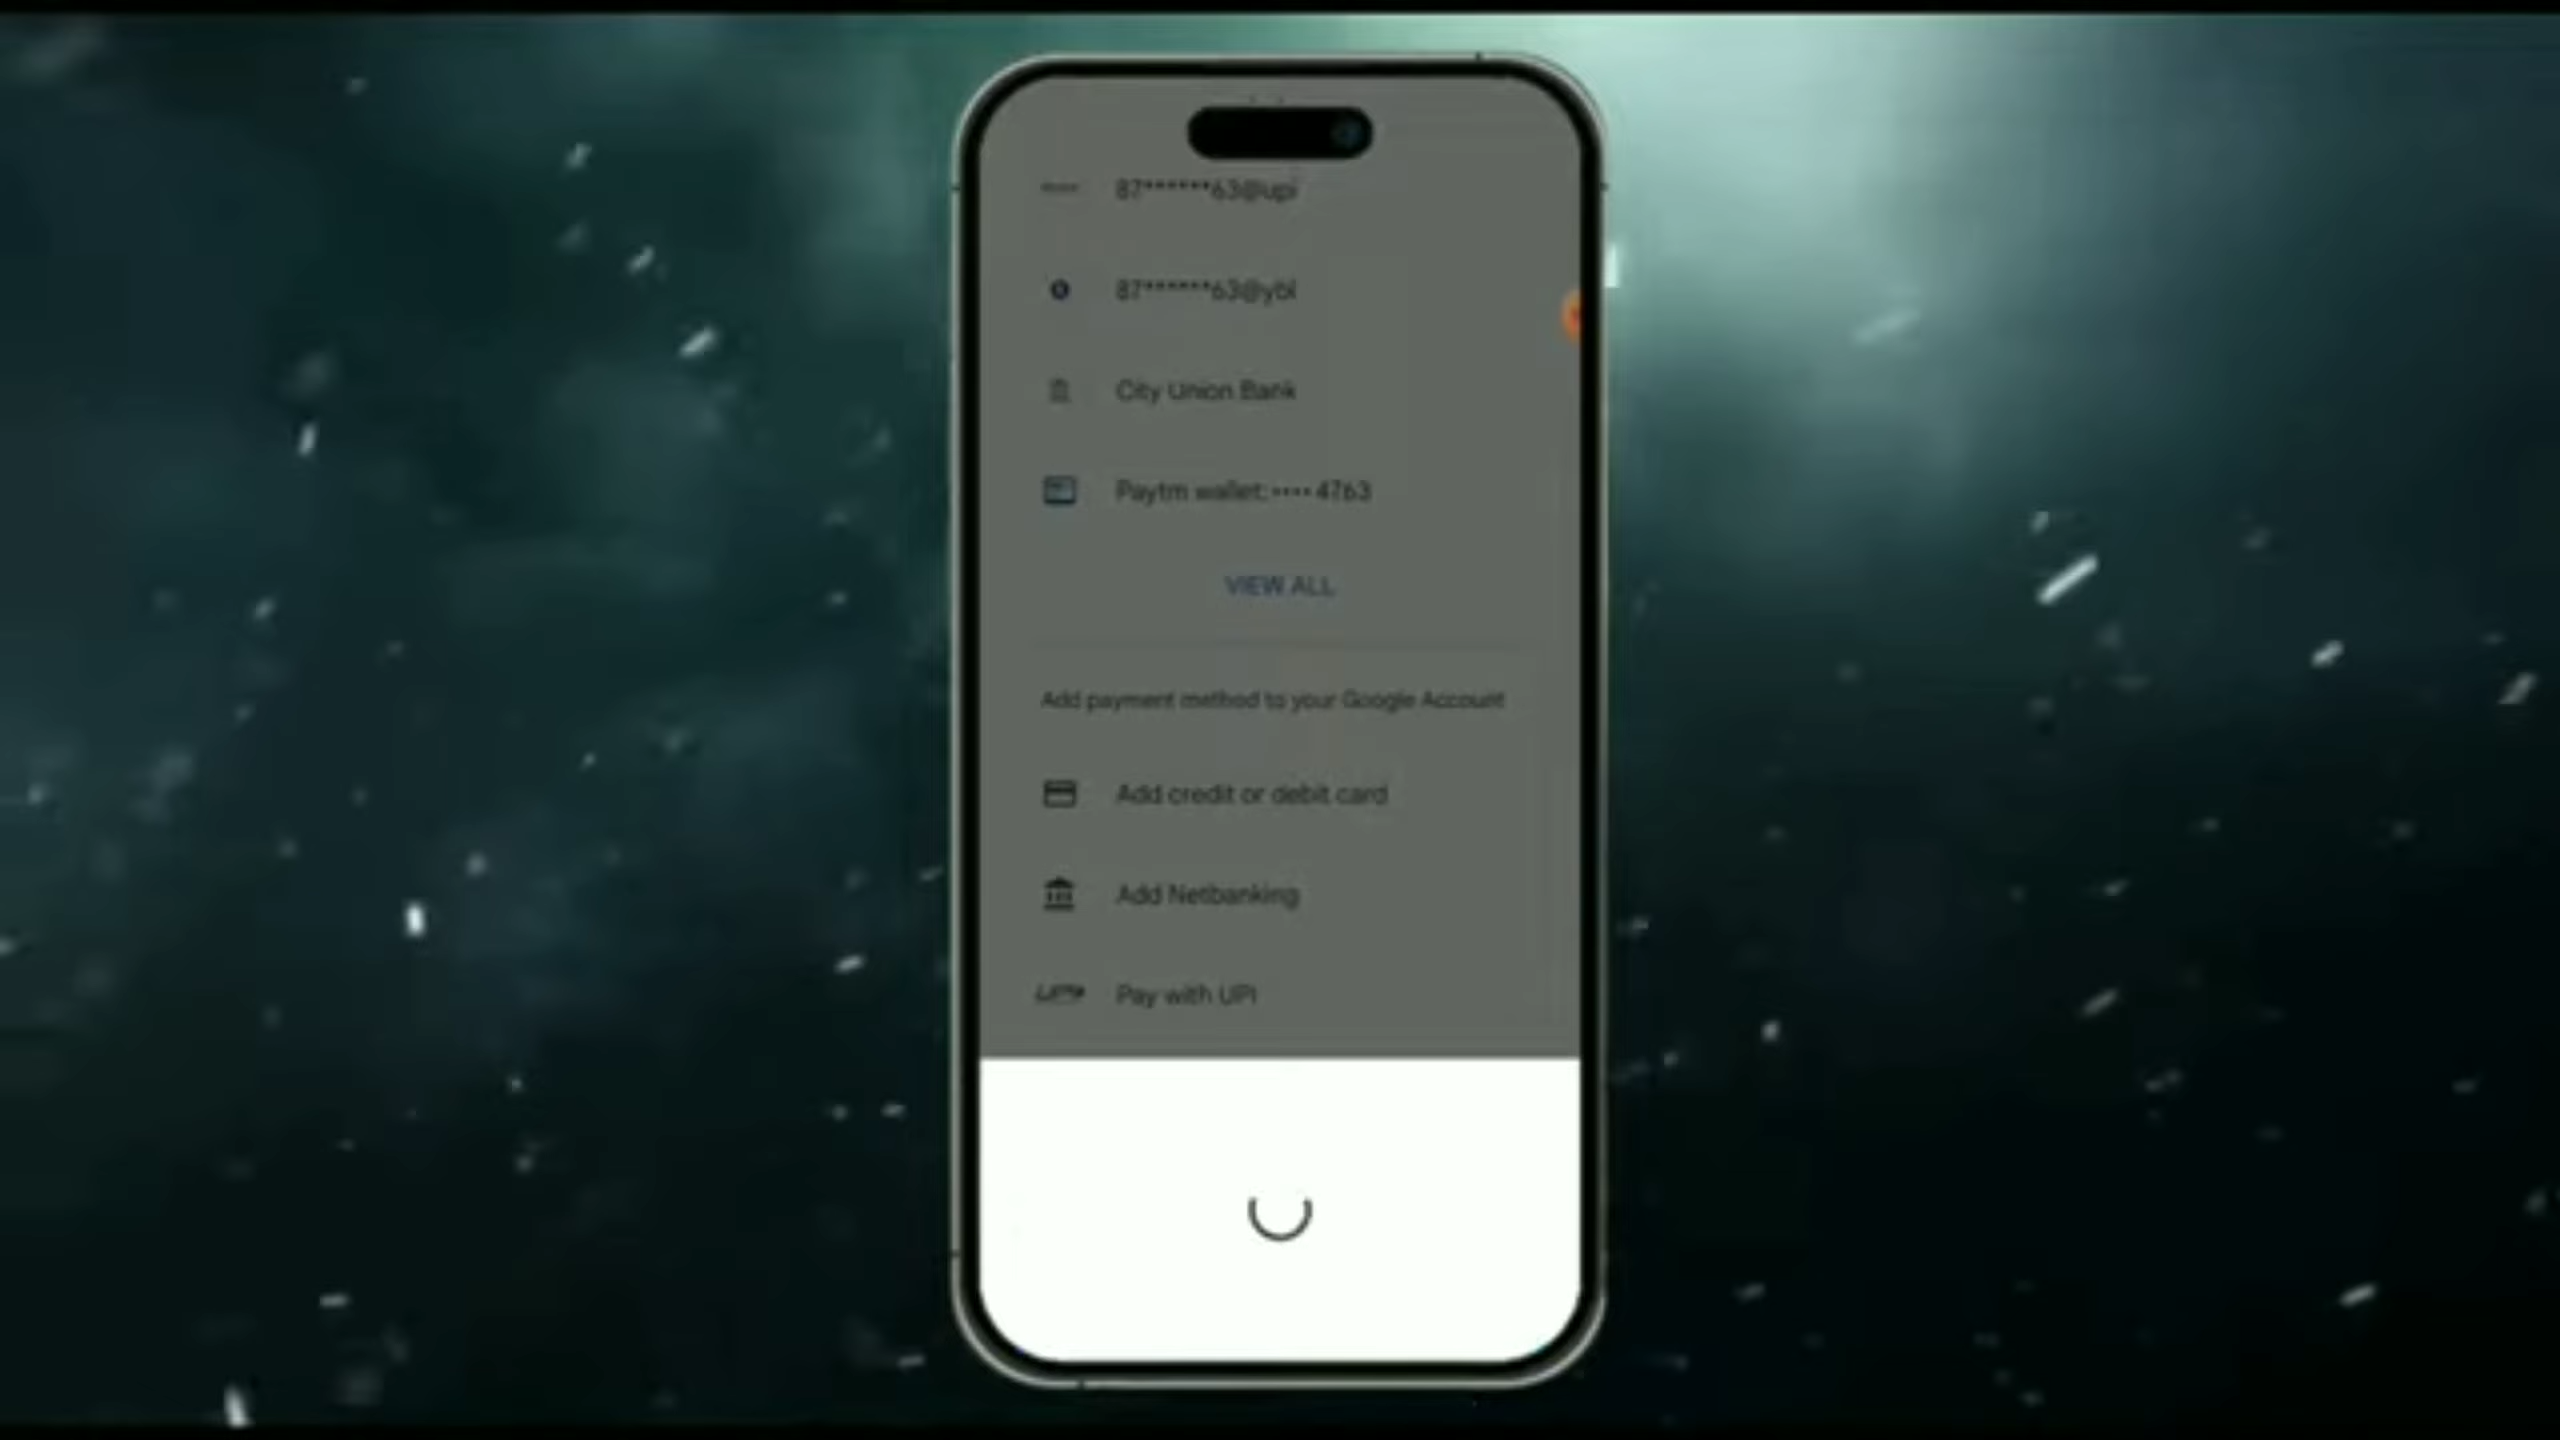 87******63@upi
87******63@ybl
City Union Bank
Paytm wallet: •••• 4763
VIEW ALL
Add payment method to your Google Account
Add credit or debit card
Add Netbanking
UPI Pay with UPI